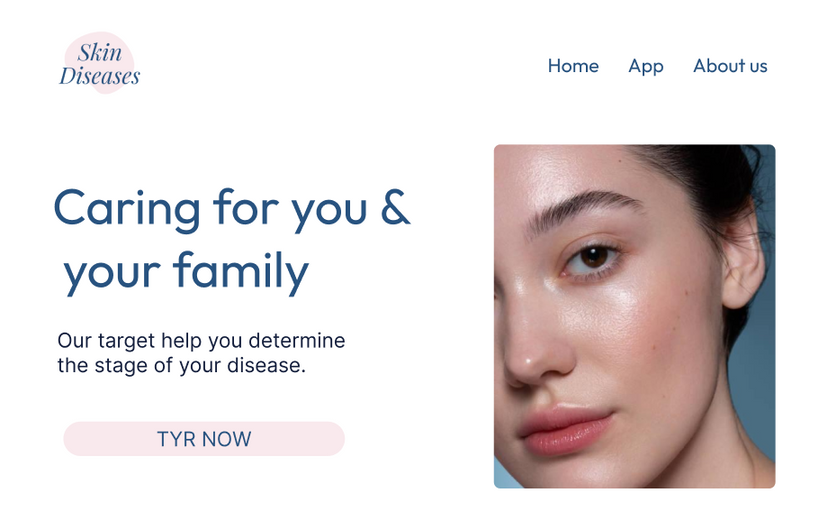 Skin
Diseases
Home App About us
Caring for you &
your family
Our target help you determine
the stage of your disease.
TYR NOW